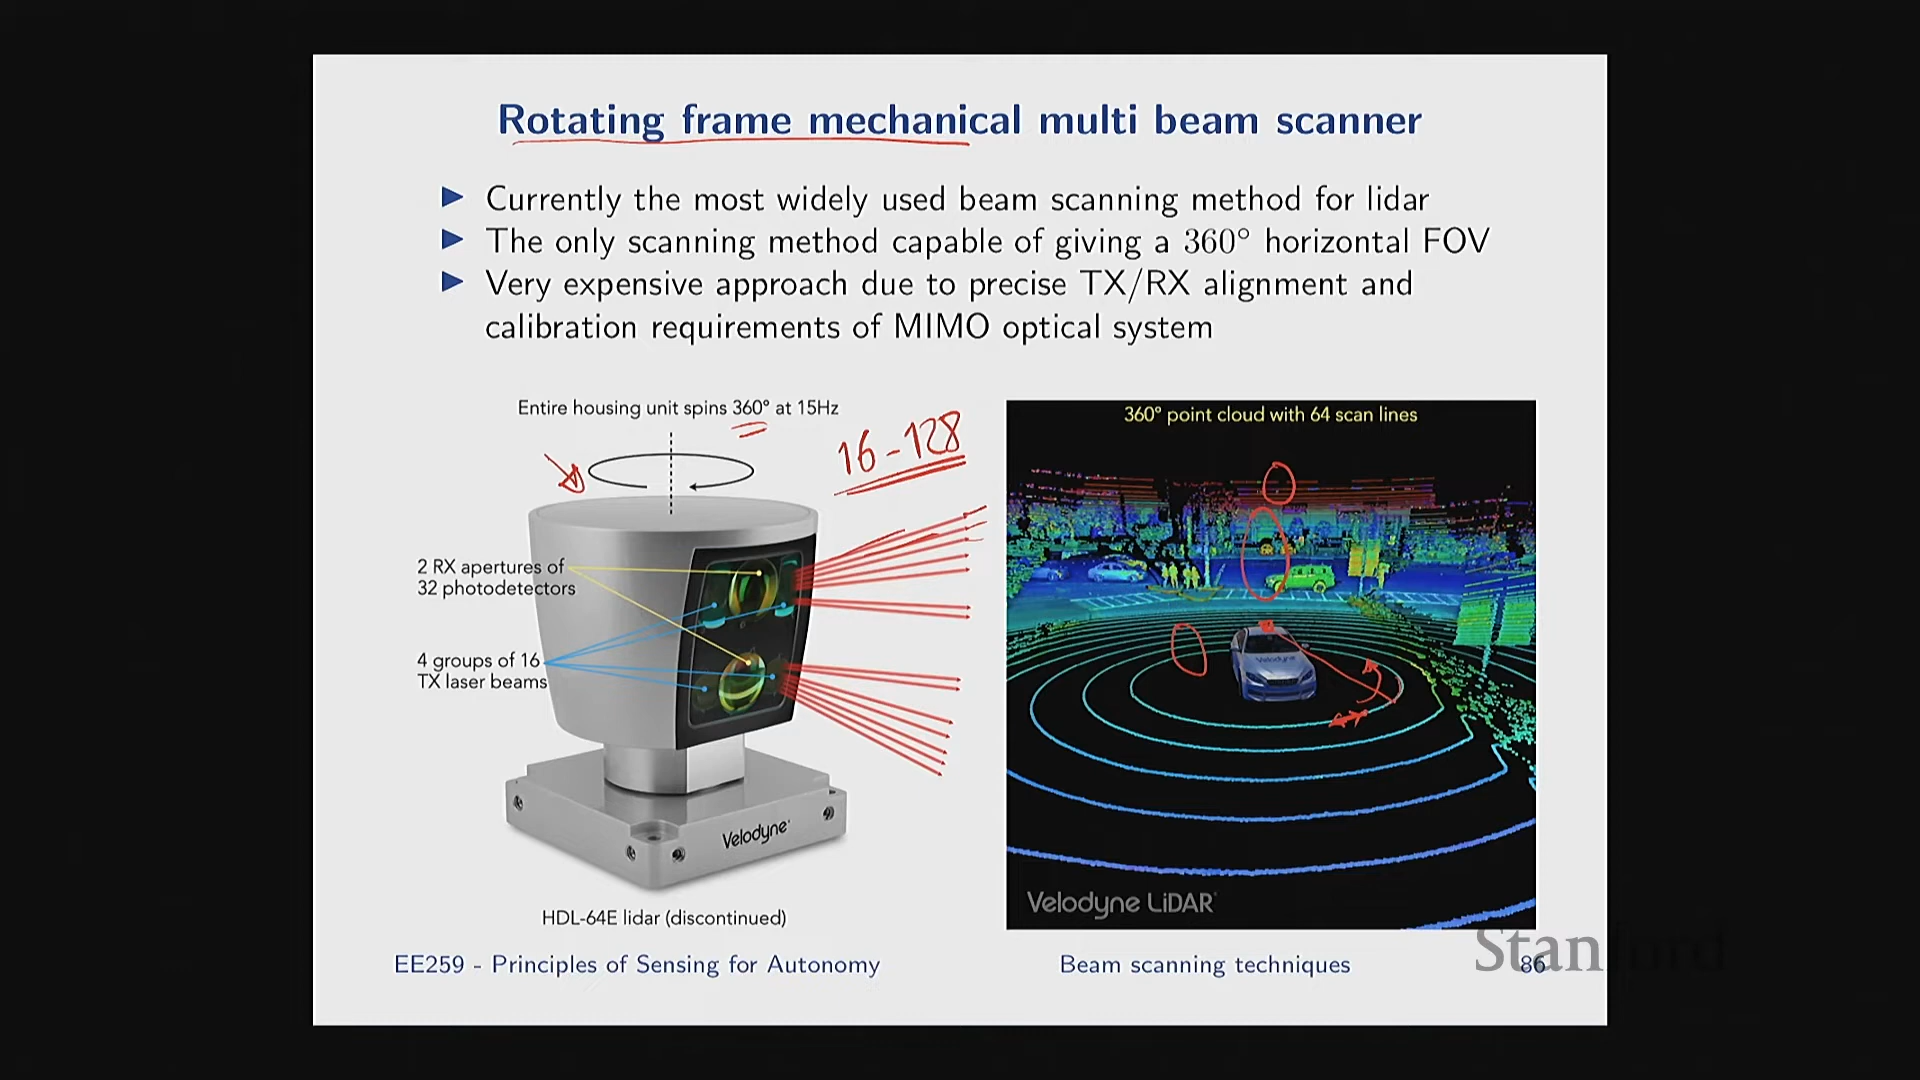 Rotating frame mechanical multi beam scanner
▶ Currently the most widely used beam scanning method for lidar
▶ The only scanning method capable of giving a 360° horizontal FOV
▶ Very expensive approach due to precise TX/RX alignment and
calibration requirements of MIMO optical system
Entire housing unit spins 360° at 15Hz
16-128
2 RX apertures of
32 photodetectors
4 groups of 16
TX laser beams
Velodyne
HDL-64E lidar (discontinued)
360° point cloud with 64 scan lines
Velodyne
Velodyne LiDAR
EE259 - Principles of Sensing for Autonomy
Beam scanning techniques
86
Stanford